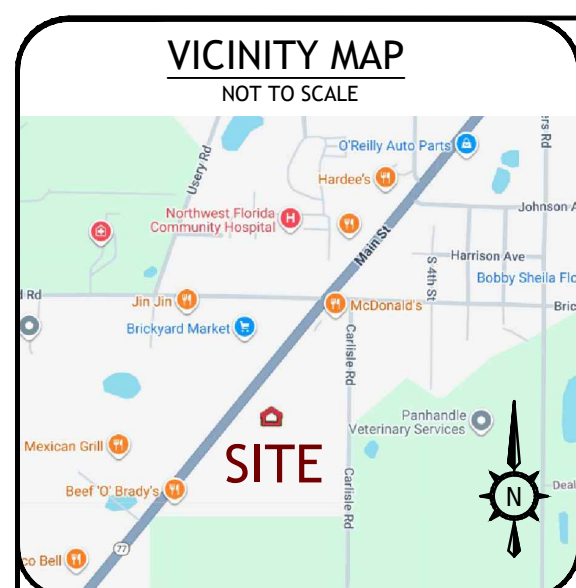 VICINITY MAP
NOT TO SCALE
O'Reilly Auto Parts
ers Rd
Usery Rd
Hardee's
Northwest Florida
Community Hospital
H
Main St
Johnson A
Harrison Ave
S 4th St
Bobby Sheila Flo
d Rd
Jin Jin
McDonald's
Bric
Brickyard Market
Carlisle Rd
Panhandle
Veterinary Services
Mexican Grill
SITE
Beef 'O' Brady's
Carlisle Rd
Deal
N
77
co Bell